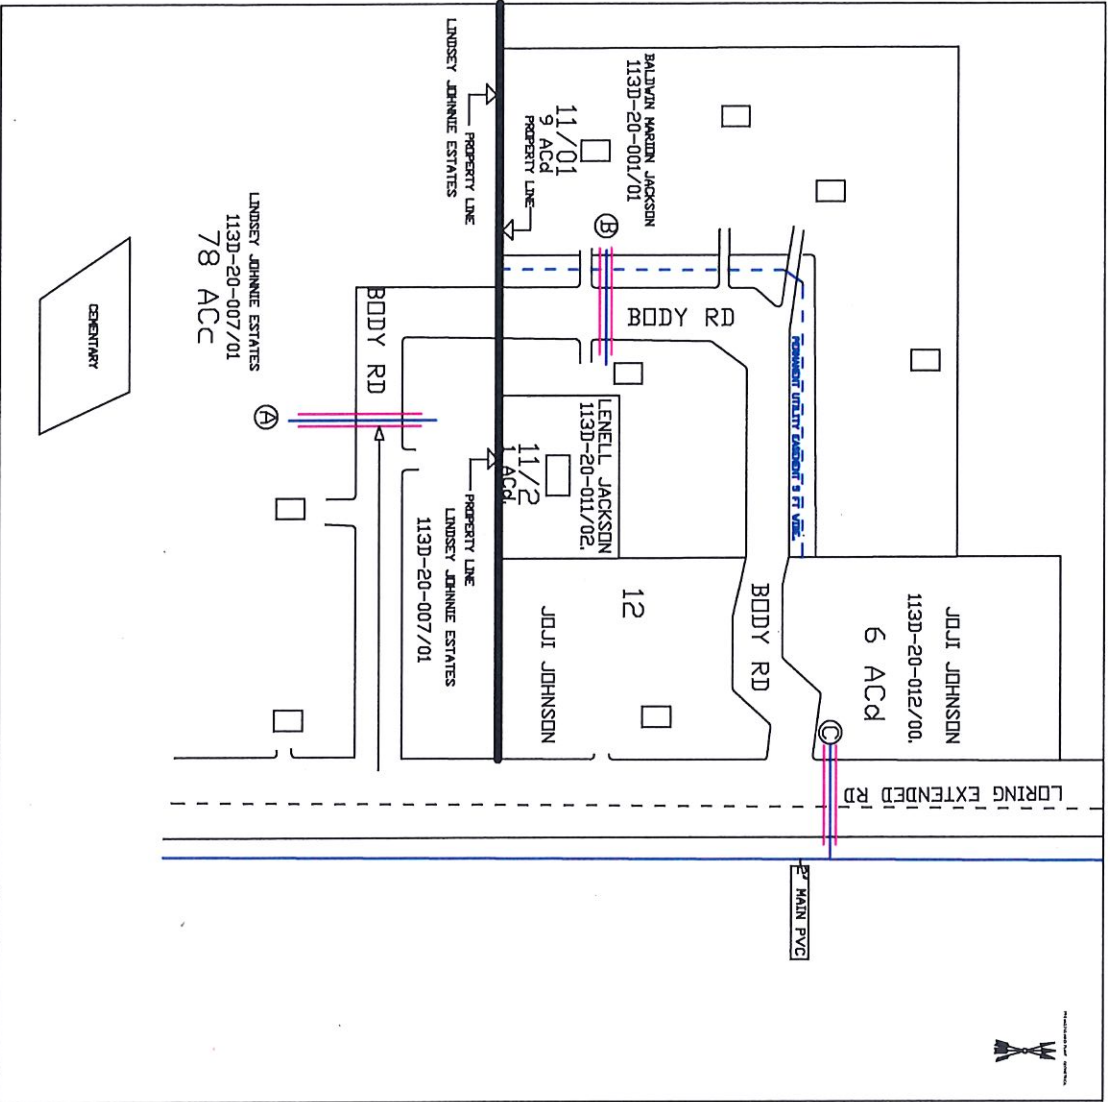 BALDWIN MARION JACKSON
113D-20-001/01
11/01
9 ACd
PROPERTY LINE
PROPERTY LINE
LINDSEY JOHNNIE ESTATES
LINDSEY JOHNNIE ESTATES
113D-20-007/01
78 ACc
CEMENTARY
B
BODY RD
BODY RD
A
PERMANENT UTILITY EASEMENT 5 FT WIDE.
LENELL JACKSON
113D-20-011/02.
11/2
1 ACd.
PROPERTY LINE
LINDSEY JOHNNIE ESTATES
113D-20-007/01
12
JOJI JOHNSON
BODY RD
JOJI JOHNSON
113D-20-012/00.
6 ACd
C
LORING EXTENDED RD
2" MAIN PVC